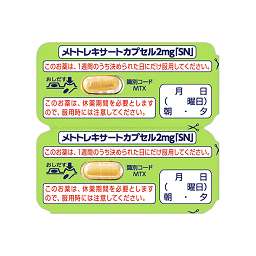 メトトレキサートカプセル2mg「SN」
このお薬は、1週間のうち決められた日にだけ服用してください。
おしだす
識別コード
MTX
このお薬は、休薬期間を必要としますので、服用時には注意してください。
月　日
(　曜日)
朝 ・ 夕
メトトレキサートカプセル2mg「SN」
このお薬は、1週間のうち決められた日にだけ服用してください。
おしだす
識別コード
MTX
このお薬は、休薬期間を必要としますので、服用時には注意してください。
月　日
(　曜日)
朝 ・ 夕